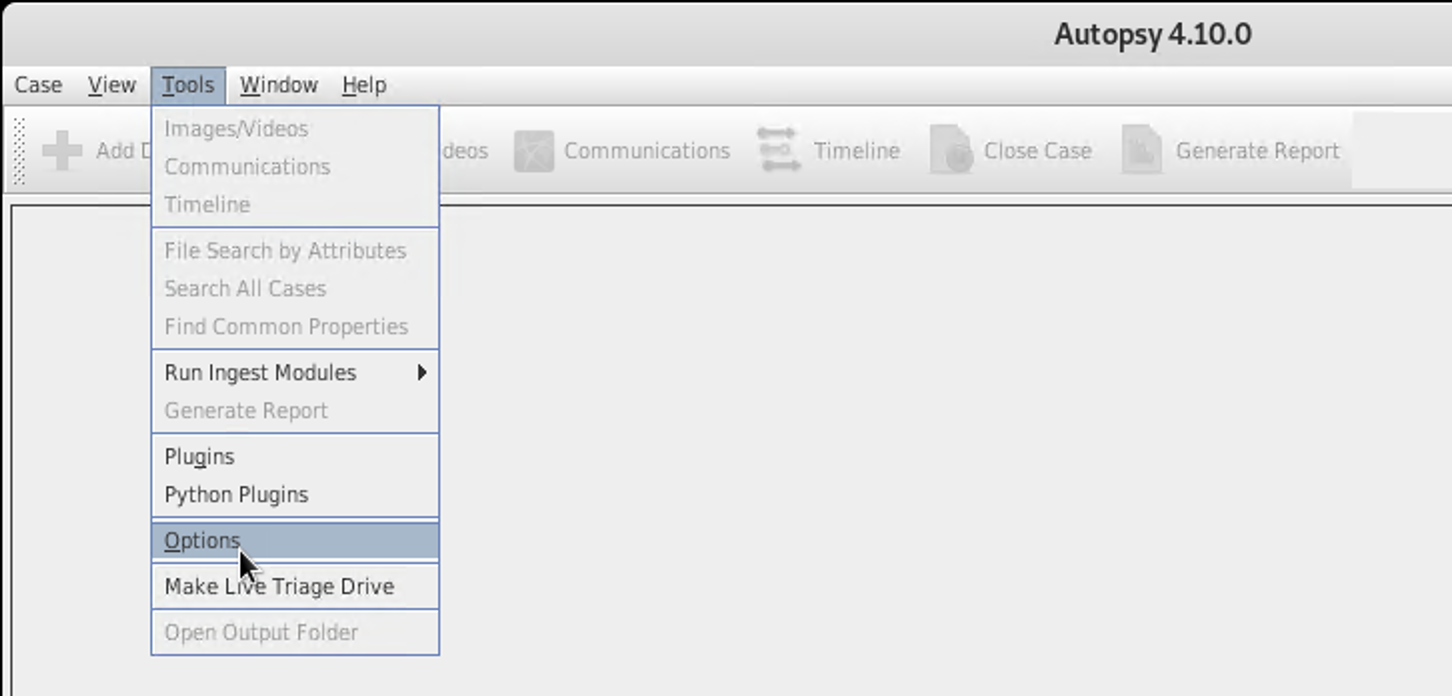 Autopsy 4.10.0
Case View Tools Window Help
Add D deos Communications Timeline Close Case Generate Report
Images/Videos
Communications
Timeline
File Search by Attributes
Search All Cases
Find Common Properties
Run Ingest Modules
Generate Report
Plugins
Python Plugins
Options
Make Live Triage Drive
Open Output Folder